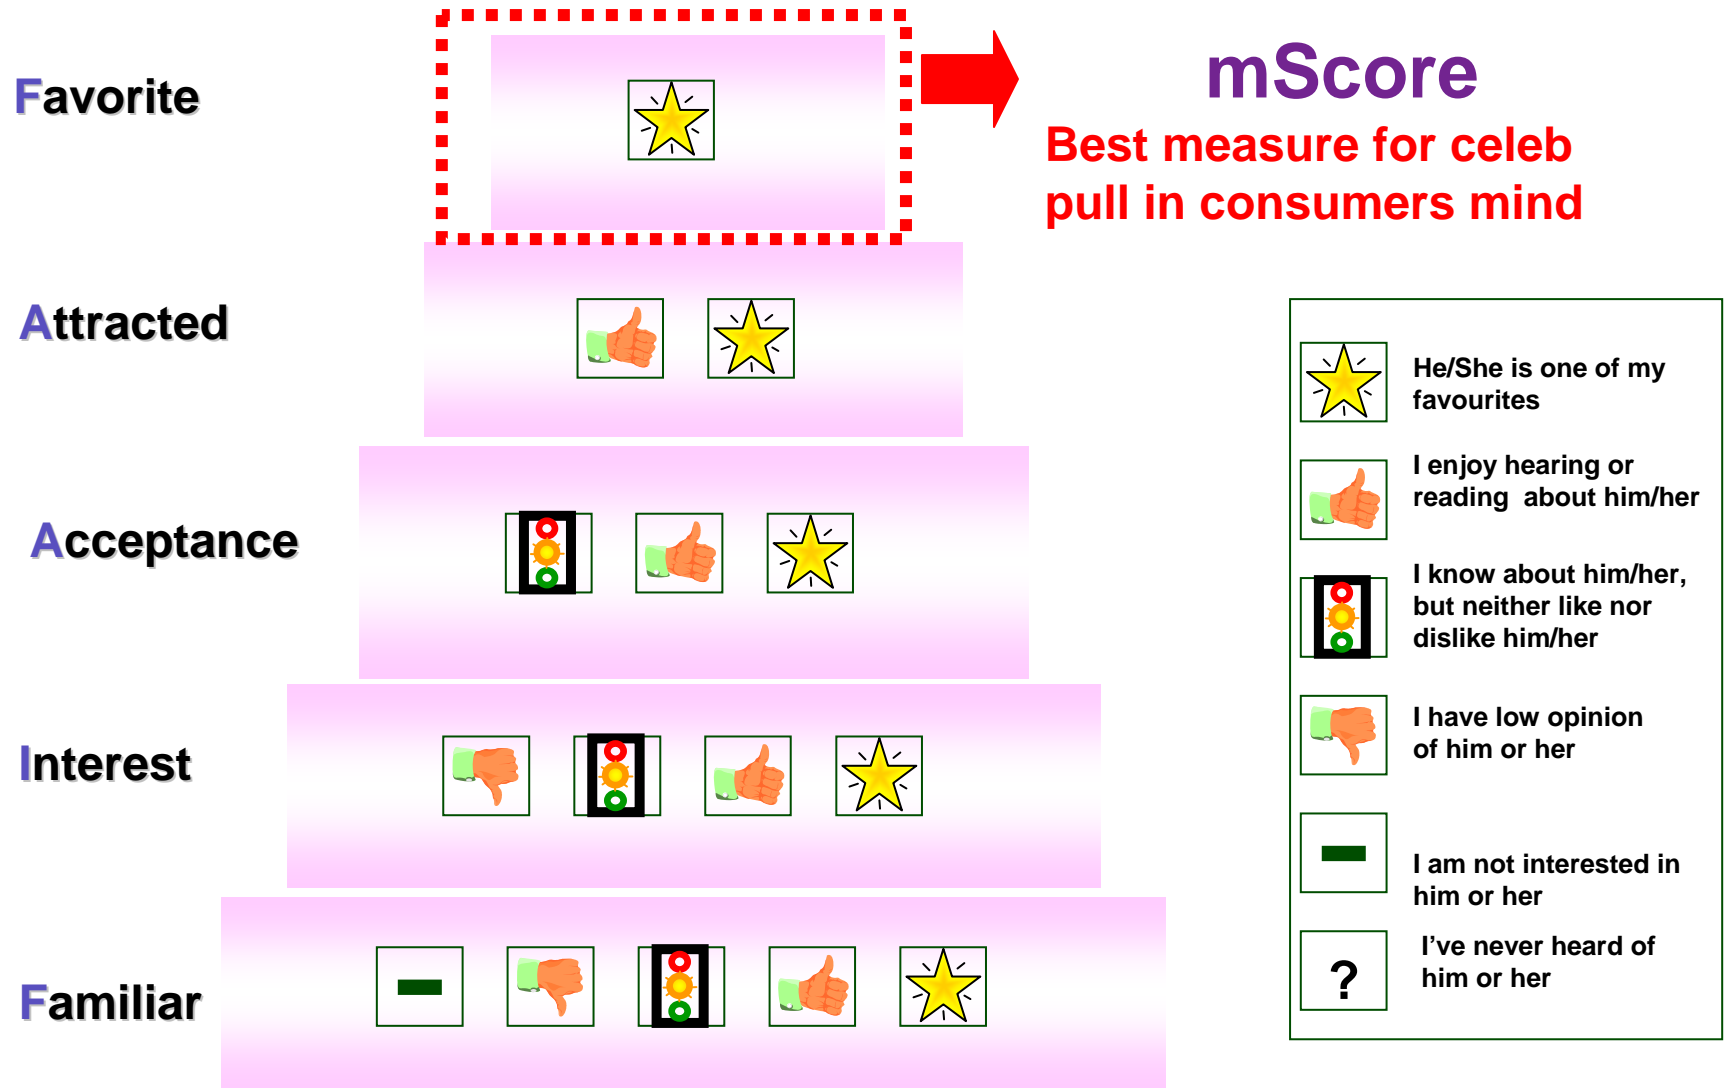 Favorite
mScore
Best measure for celeb
pull in consumers mind
Attracted
Acceptance
Interest
Familiar
He/She is one of my
favourites
I enjoy hearing or
reading  about him/her
I know about him/her,
but neither like nor
dislike him/her
I have low opinion
of him or her
I am not interested in
him or her
?
I’ve never heard of
him or her